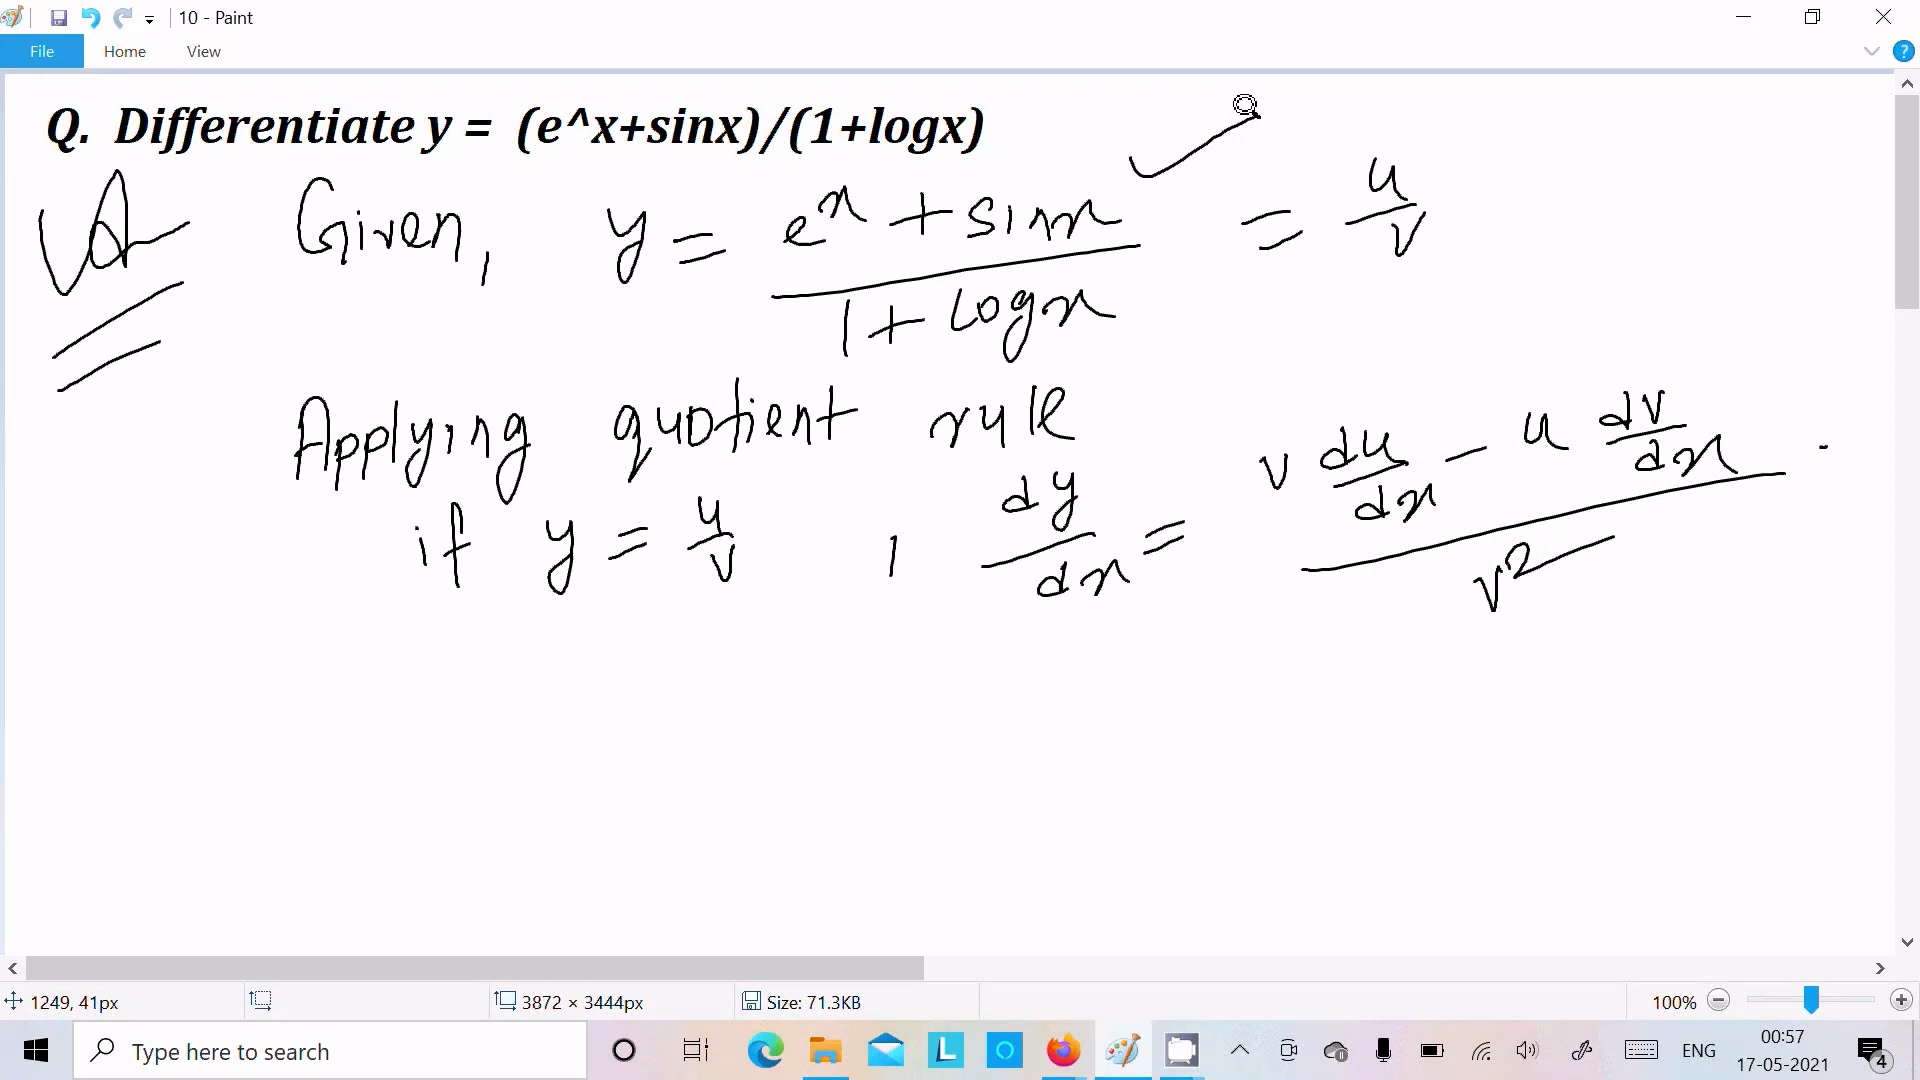 10 - Paint
File Home View
Q. Differentiate y = (e^x+sinx)/(1+logx)
A Given, y = (e^x + sinx)/(1 + logx) = u/v
Applying quotient rule
if y = u/v , dy/dx = (v du/dx - u dv/dx)/v^2 .
1249, 41px 3872 × 3444px Size: 71.3KB 100%
Type here to search
ENG
00:57
17-05-2021
4